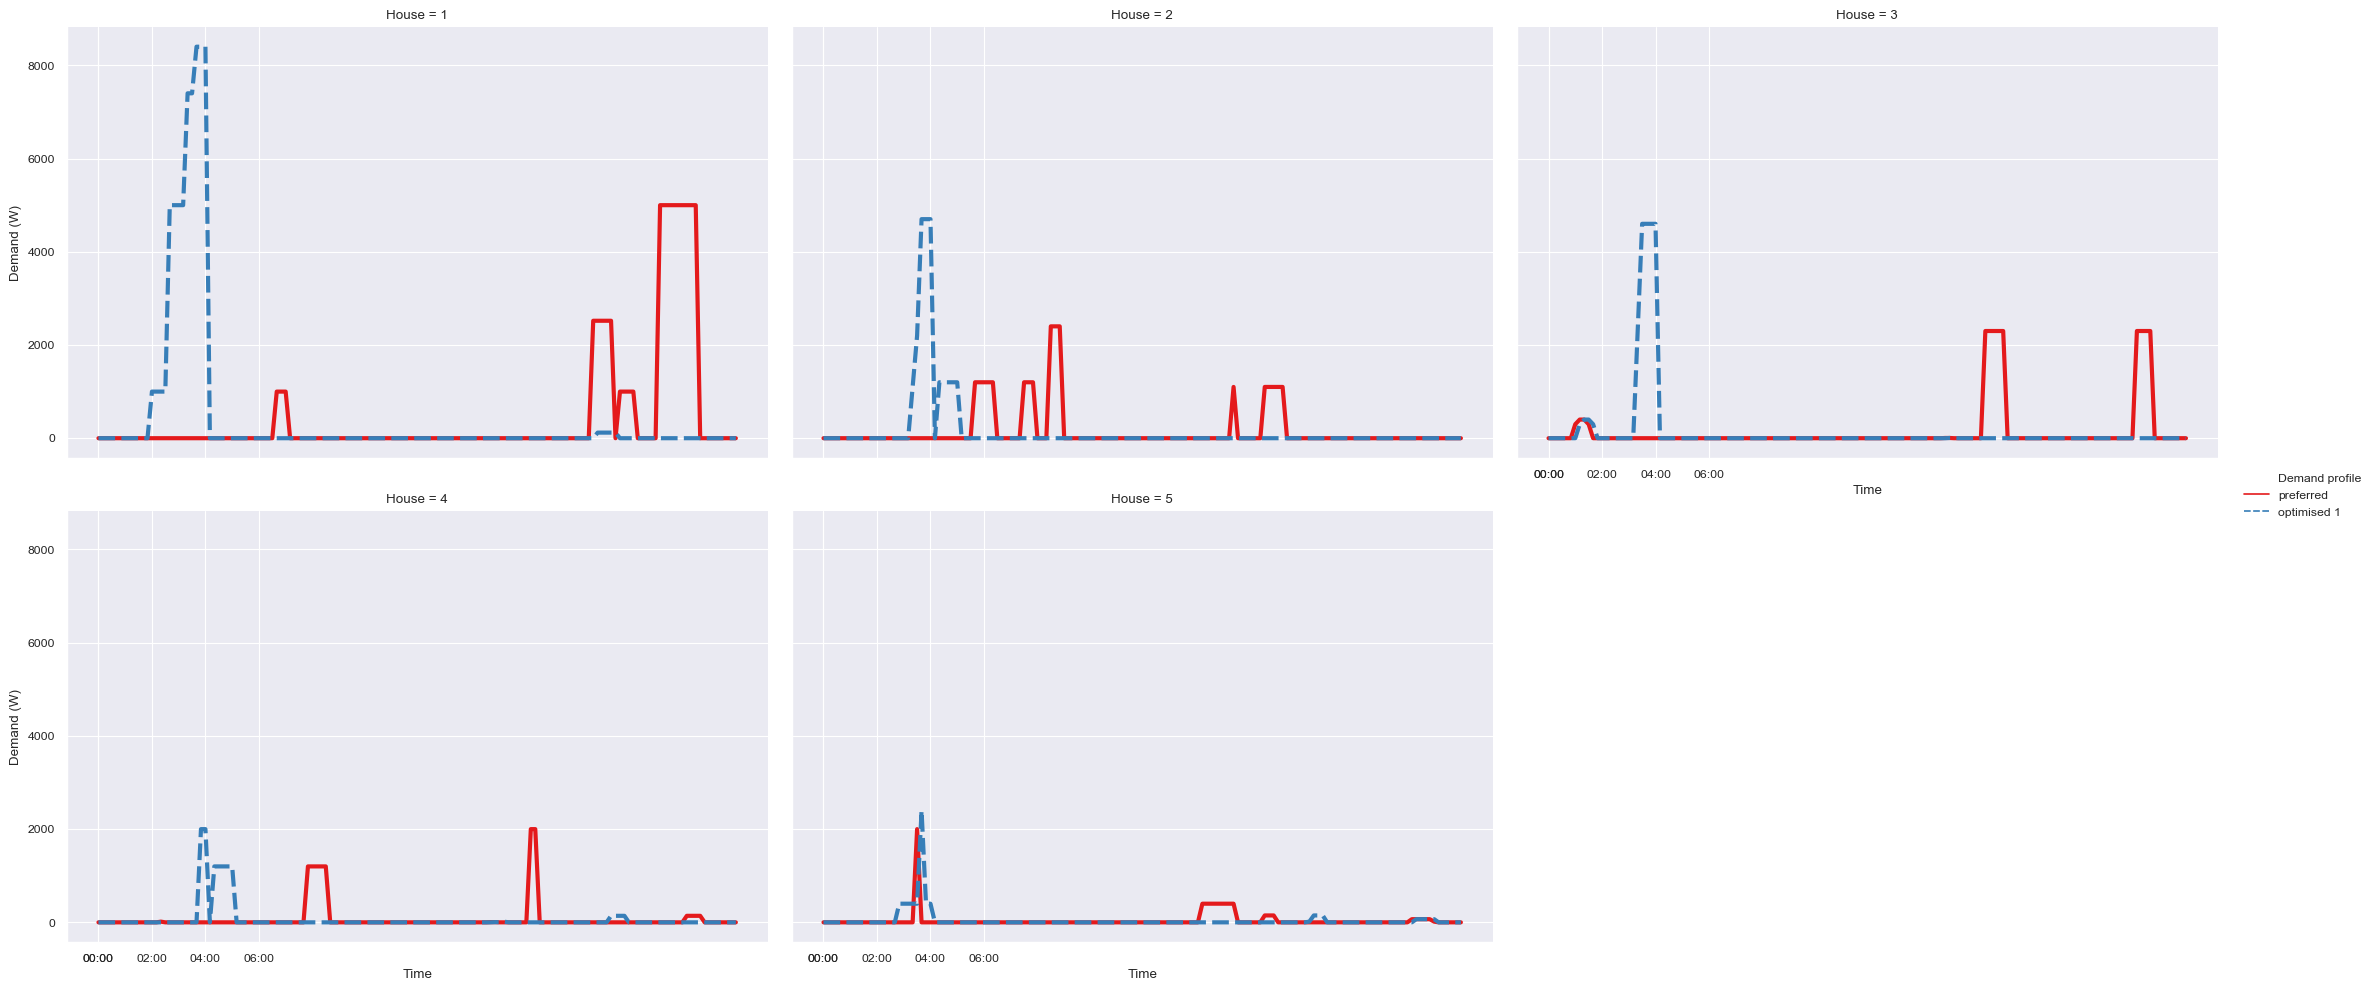 House = 1
House = 2
House = 3
8000
6000
4000
2000
0
Demand (W)
00:00 02:00 04:00 06:00
Time
Demand profile
preferred
optimised 1
House = 4
House = 5
8000
6000
4000
2000
0
Demand (W)
00:00 02:00 04:00 06:00
Time
00:00 02:00 04:00 06:00
Time